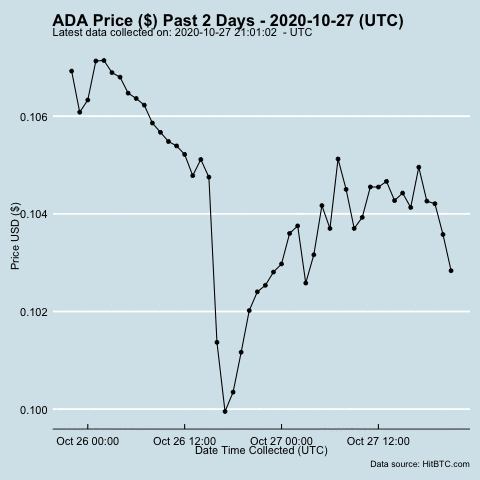 ADA Price ($) Past 2 Days - 2020-10-27 (UTC)
Latest data collected on: 2020-10-27 21:01:02 - UTC
0.106
0.104
0.102
0.100
Price USD ($)
Oct 26 00:00 Oct 26 12:00 Oct 27 00:00 Oct 27 12:00
Date Time Collected (UTC)
Data source: HitBTC.com